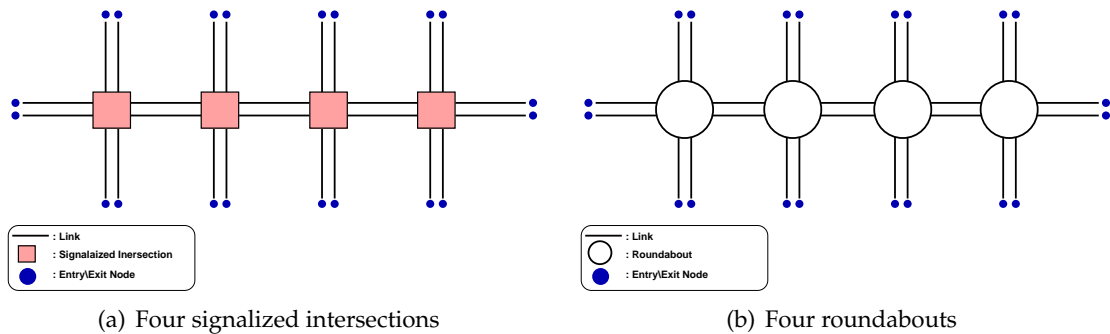 : Link
: Signalaized Inersection
: Entry\Exit Node
(a) Four signalized intersections
: Link
: Roundabout
: Entry\Exit Node
(b) Four roundabouts